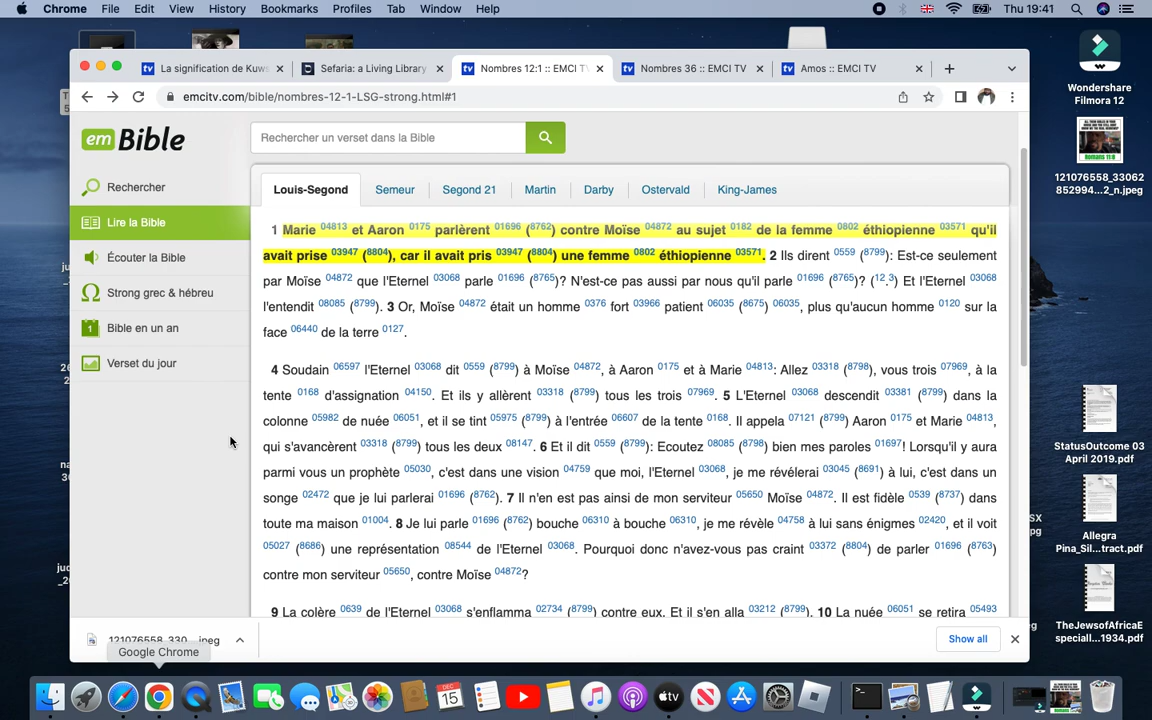 Chrome File Edit View History Bookmarks Profiles Tab Window Help Thu 19:41
La signification de Kuws
Sefaria: a Living Library
Nombres 12:1 :: EMCI T
Nombres 36 :: EMCI TV
Amos :: EMCI TV
emcitv.com/bible/nombres-12-1-LSG-strong.html#1
em Bible
Rechercher un verset dans la Bible
Rechercher
Lire la Bible
Écouter la Bible
Strong grec & hébreu
Bible en un an
Verset du jour
Louis-Segond Semeur Segond 21 Martin Darby Ostervald King-James
1 Marie 04813 et Aaron 0175 parlèrent 01696 (8762) contre Moïse 04872 au sujet 0182 de la femme 0802 éthiopienne 03571 qu'il
avait prise 03947 (8804), car il avait pris 03947 (8804) une femme 0802 éthiopienne 03571. 2 Ils dirent 0559 (8799): Est-ce seulement
par Moïse 04872 que l'Eternel 03068 parle 01696 (8765)? N'est-ce pas aussi par nous qu'il parle 01696 (8765)? (12.3) Et l'Eternel 03068
l'entendit 08085 (8799). 3 Or, Moïse 04872 était un homme 0376 fort 03966 patient 06035 (8675) 06035, plus qu'aucun homme 0120 sur la
face 06440 de la terre 0127.
4 Soudain 06597 l'Eternel 03068 dit 0559 (8799) à Moïse 04872, à Aaron 0175 et à Marie 04813: Allez 03318 (8798), vous trois 07969, à la
tente 0168 d'assignation 04150. Et ils y allèrent 03318 (8799) tous les trois 07969. 5 L'Eternel 03068 descendit 03381 (8799) dans la
colonne 05982 de nuée 06051, et il se tint 05975 (8799) à l'entrée 06607 de la tente 0168. Il appela 07121 (8799) Aaron 0175 et Marie 04813,
qui s'avancèrent 03318 (8799) tous les deux 08147. 6 Et il dit 0559 (8799): Ecoutez 08085 (8798) bien mes paroles 01697! Lorsqu'il y aura
parmi vous un prophète 05030, c'est dans une vision 04759 que moi, l'Eternel 03068, je me révélerai 03045 (8691) à lui, c'est dans un
songe 02472 que je lui parlerai 01696 (8762). 7 Il n'en est pas ainsi de mon serviteur 05650 Moïse 04872. Il est fidèle 0539 (8737) dans
toute ma maison 01004. 8 Je lui parle 01696 (8762) bouche 06310 à bouche 06310, je me révèle 04758 à lui sans énigmes 02420, et il voit
05027 (8686) une représentation 08544 de l'Eternel 03068. Pourquoi donc n'avez-vous pas craint 03372 (8804) de parler 01696 (8763)
contre mon serviteur 05650, contre Moïse 04872?
9 La colère 0639 de l'Eternel 03068 s'enflamma 02734 (8799) contre eux. Et il s'en alla 03212 (8799). 10 La nuée 06051 se retira 05493
121076558_330....jpeg
Show all
Google Chrome
Wondershare
Filmora 12
121076558_33062
852994...2_n.jpeg
StatusOutcome 03
April 2019.pdf
Allegra
Pina_Sil...tract.pdf
TheJewsofAfricaE
speciall...1934.pdf
DEC
15
tv